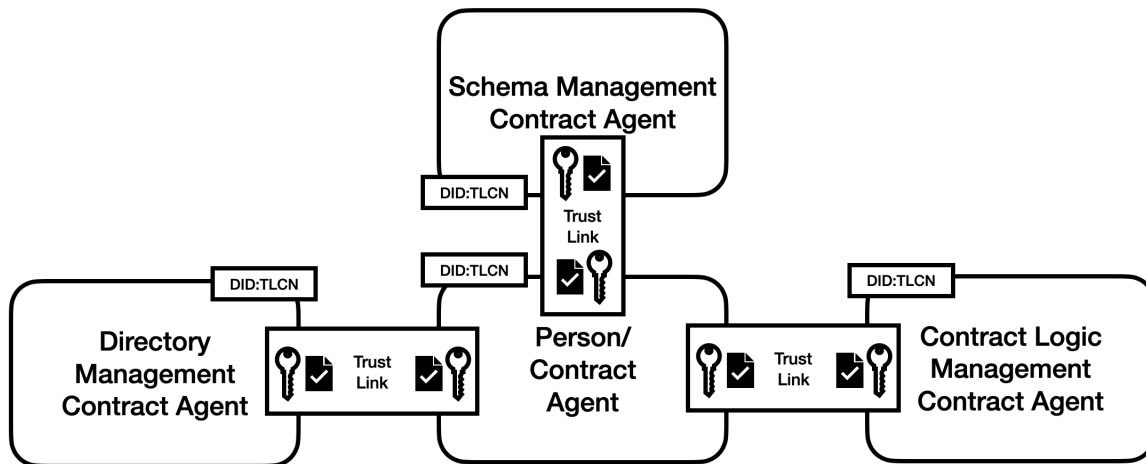 Schema Management
Contract Agent
DID:TLCN
Trust
Link
DID:TLCN
DID:TLCN
DID:TLCN
Directory
Management
Contract Agent
Trust
Link
Person/
Contract
Agent
Trust
Link
Contract Logic
Management
Contract Agent